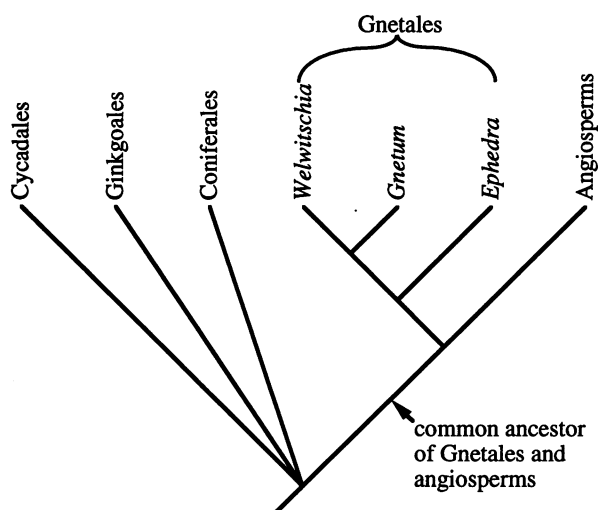 Gnetales
Cycadales
Ginkgoales
Coniferales
Welwitschia
Gnetum
Ephedra
Angiosperms
common ancestor
of Gnetales and
angiosperms